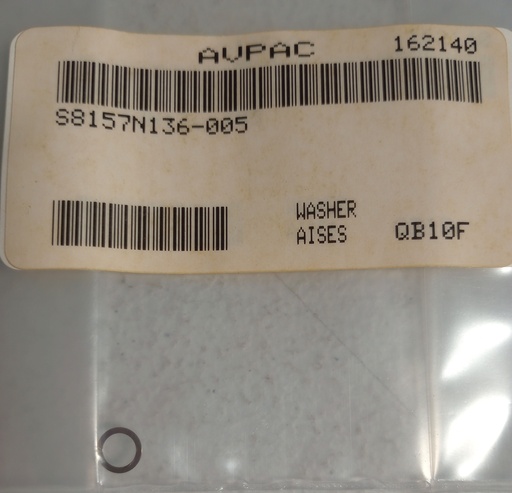 AVPAC 162140
S8157N136-005
WASHER
AISES QB10F